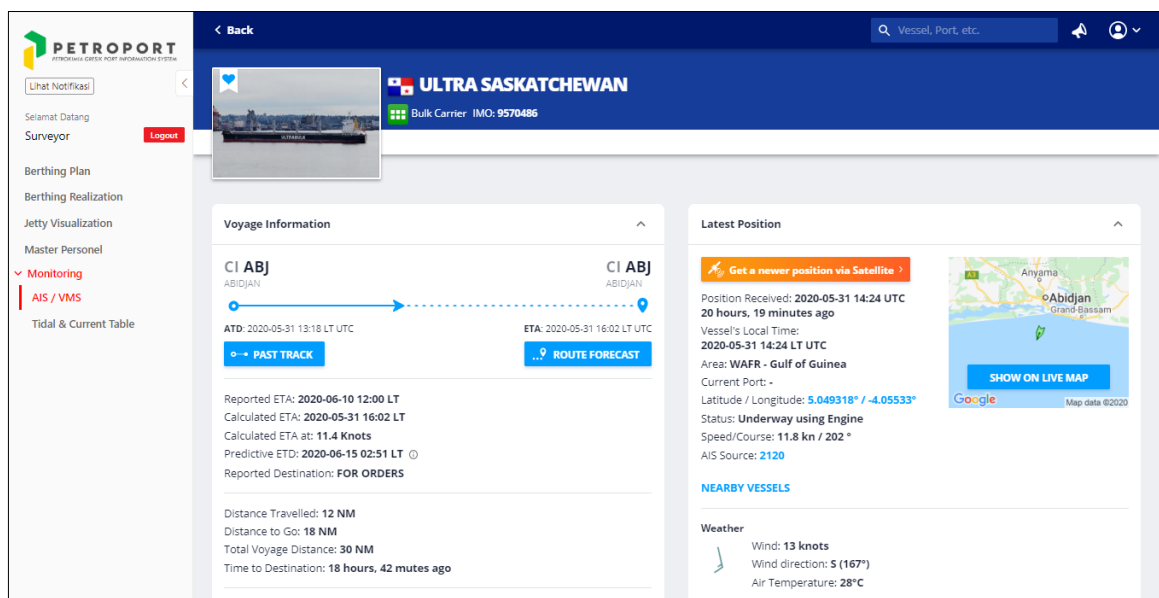 PETROPORT
PETROKIMIA GRESIK PORT INFORMATION SYSTEM
Lihat Notifikasi
Selamat Datang
Surveyor
Logout
Berthing Plan
Berthing Realization
Jetty Visualization
Master Personel
Monitoring
AIS / VMS
Tidal & Current Table
Back
Vessel, Port, etc.
ULTRABULK
ULTRA SASKATCHEWAN
Bulk Carrier IMO: 9570486
Voyage Information
CI ABJ
ABIDJAN
CI ABJ
ABIDJAN
ATD: 2020-05-31 13:18 LT UTC
ETA: 2020-05-31 16:02 LT UTC
PAST TRACK
ROUTE FORECAST
Reported ETA: 2020-06-10 12:00 LT
Calculated ETA: 2020-05-31 16:02 LT
Calculated ETA at: 11.4 Knots
Predictive ETD: 2020-06-15 02:51 LT
Reported Destination: FOR ORDERS
Distance Travelled: 12 NM
Distance to Go: 18 NM
Total Voyage Distance: 30 NM
Time to Destination: 18 hours, 42 mutes ago
Latest Position
Get a newer position via Satellite
Position Received: 2020-05-31 14:24 UTC
20 hours, 19 minutes ago
Vessel's Local Time:
2020-05-31 14:24 LT UTC
Area: WAFR - Gulf of Guinea
Current Port: -
Latitude / Longitude: 5.049318° / -4.05533°
Status: Underway using Engine
Speed/Course: 11.8 kn / 202 °
AIS Source: 2120
NEARBY VESSELS
A3
Anyama
Abidjan
Grand-Bassam
SHOW ON LIVE MAP
Google
Map data ©2020
Weather
Wind: 13 knots
Wind direction: S (167°)
Air Temperature: 28°C